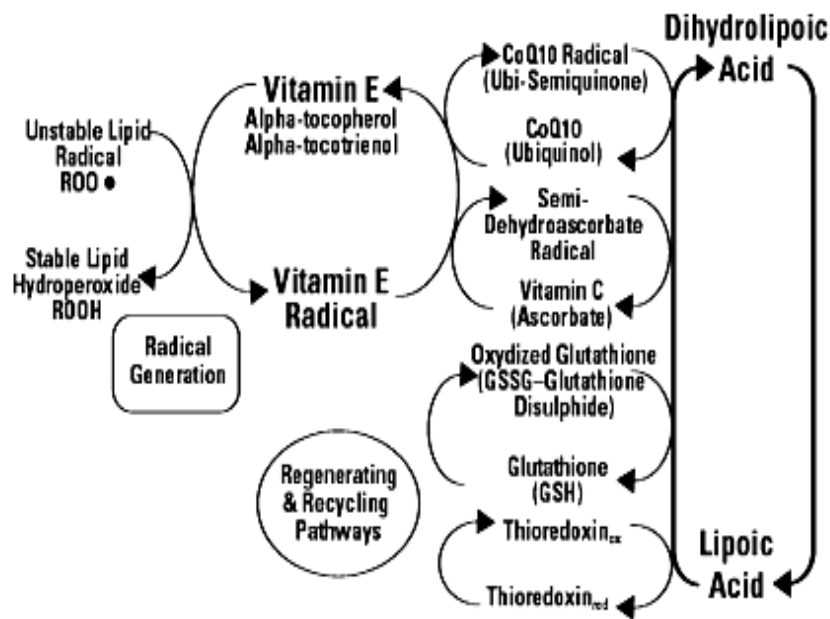 Unstable Lipid
Radical
ROO ●
Stable Lipid
Hydroperoxide
ROOH
Radical
Generation
Vitamin E
Alpha-tocopherol
Alpha-tocotrienol
Vitamin E
Radical
Regenerating
& Recycling
Pathways
CoQ10 Radical
(Ubi-Semiquinone)
CoQ10
(Ubiquinol)
Semi-
Dehydroascorbate
Radical
Vitamin C
(Ascorbate)
Oxydized Glutathione
(GSSG–Glutathione
Disulphide)
Glutathione
(GSH)
Thioredoxin ox
Thioredoxin red
Dihydrolipoic
Acid
Lipoic
Acid